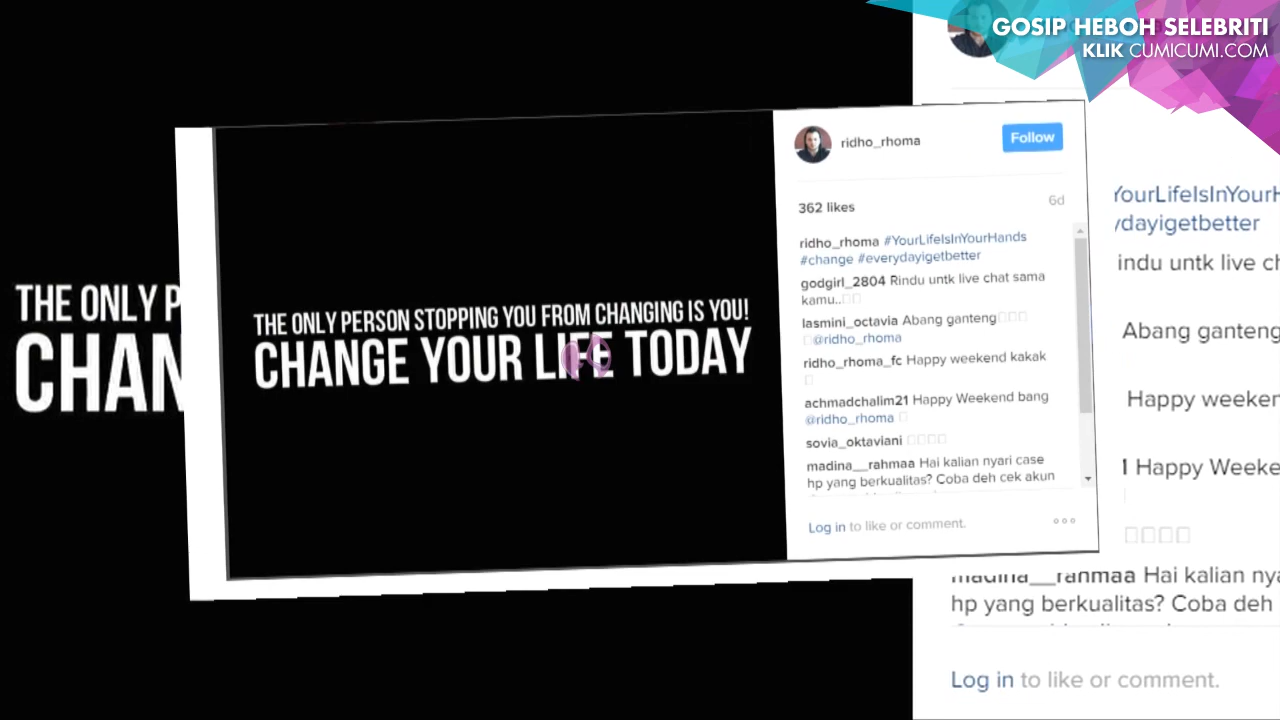 GOSIP HEBOH SELEBRITI
KLIK CUMICUMI.COM
THE ONLY PERSON STOPPING YOU FROM CHANGING IS YOU!
CHANGE YOUR LIFE TODAY
ridho_rhoma
Follow
362 likes
6d
ridho_rhoma #YourLifeIsInYourHands
#change #everydayigetbetter
godgirl_2804 Rindu untk live chat sama
kamu..
lasmini_octavia Abang ganteng
@ridho_rhoma
ridho_rhoma_fc Happy weekend kakak
achmadchalim21 Happy Weekend bang
@ridho_rhoma
sovia_oktaviani
madina__rahmaa Hai kalian nyari case
hp yang berkualitas? Coba deh cek akun
Log in to like or comment.
THE ONLY P
CHAN
YourLifeIsInYourH
ydayigetbetter
indu untk live ch
Abang ganteng
Happy weeken
Happy Weeke
madina__rahmaa Hai kalian nya
hp yang berkualitas? Coba deh
Log in to like or comment.